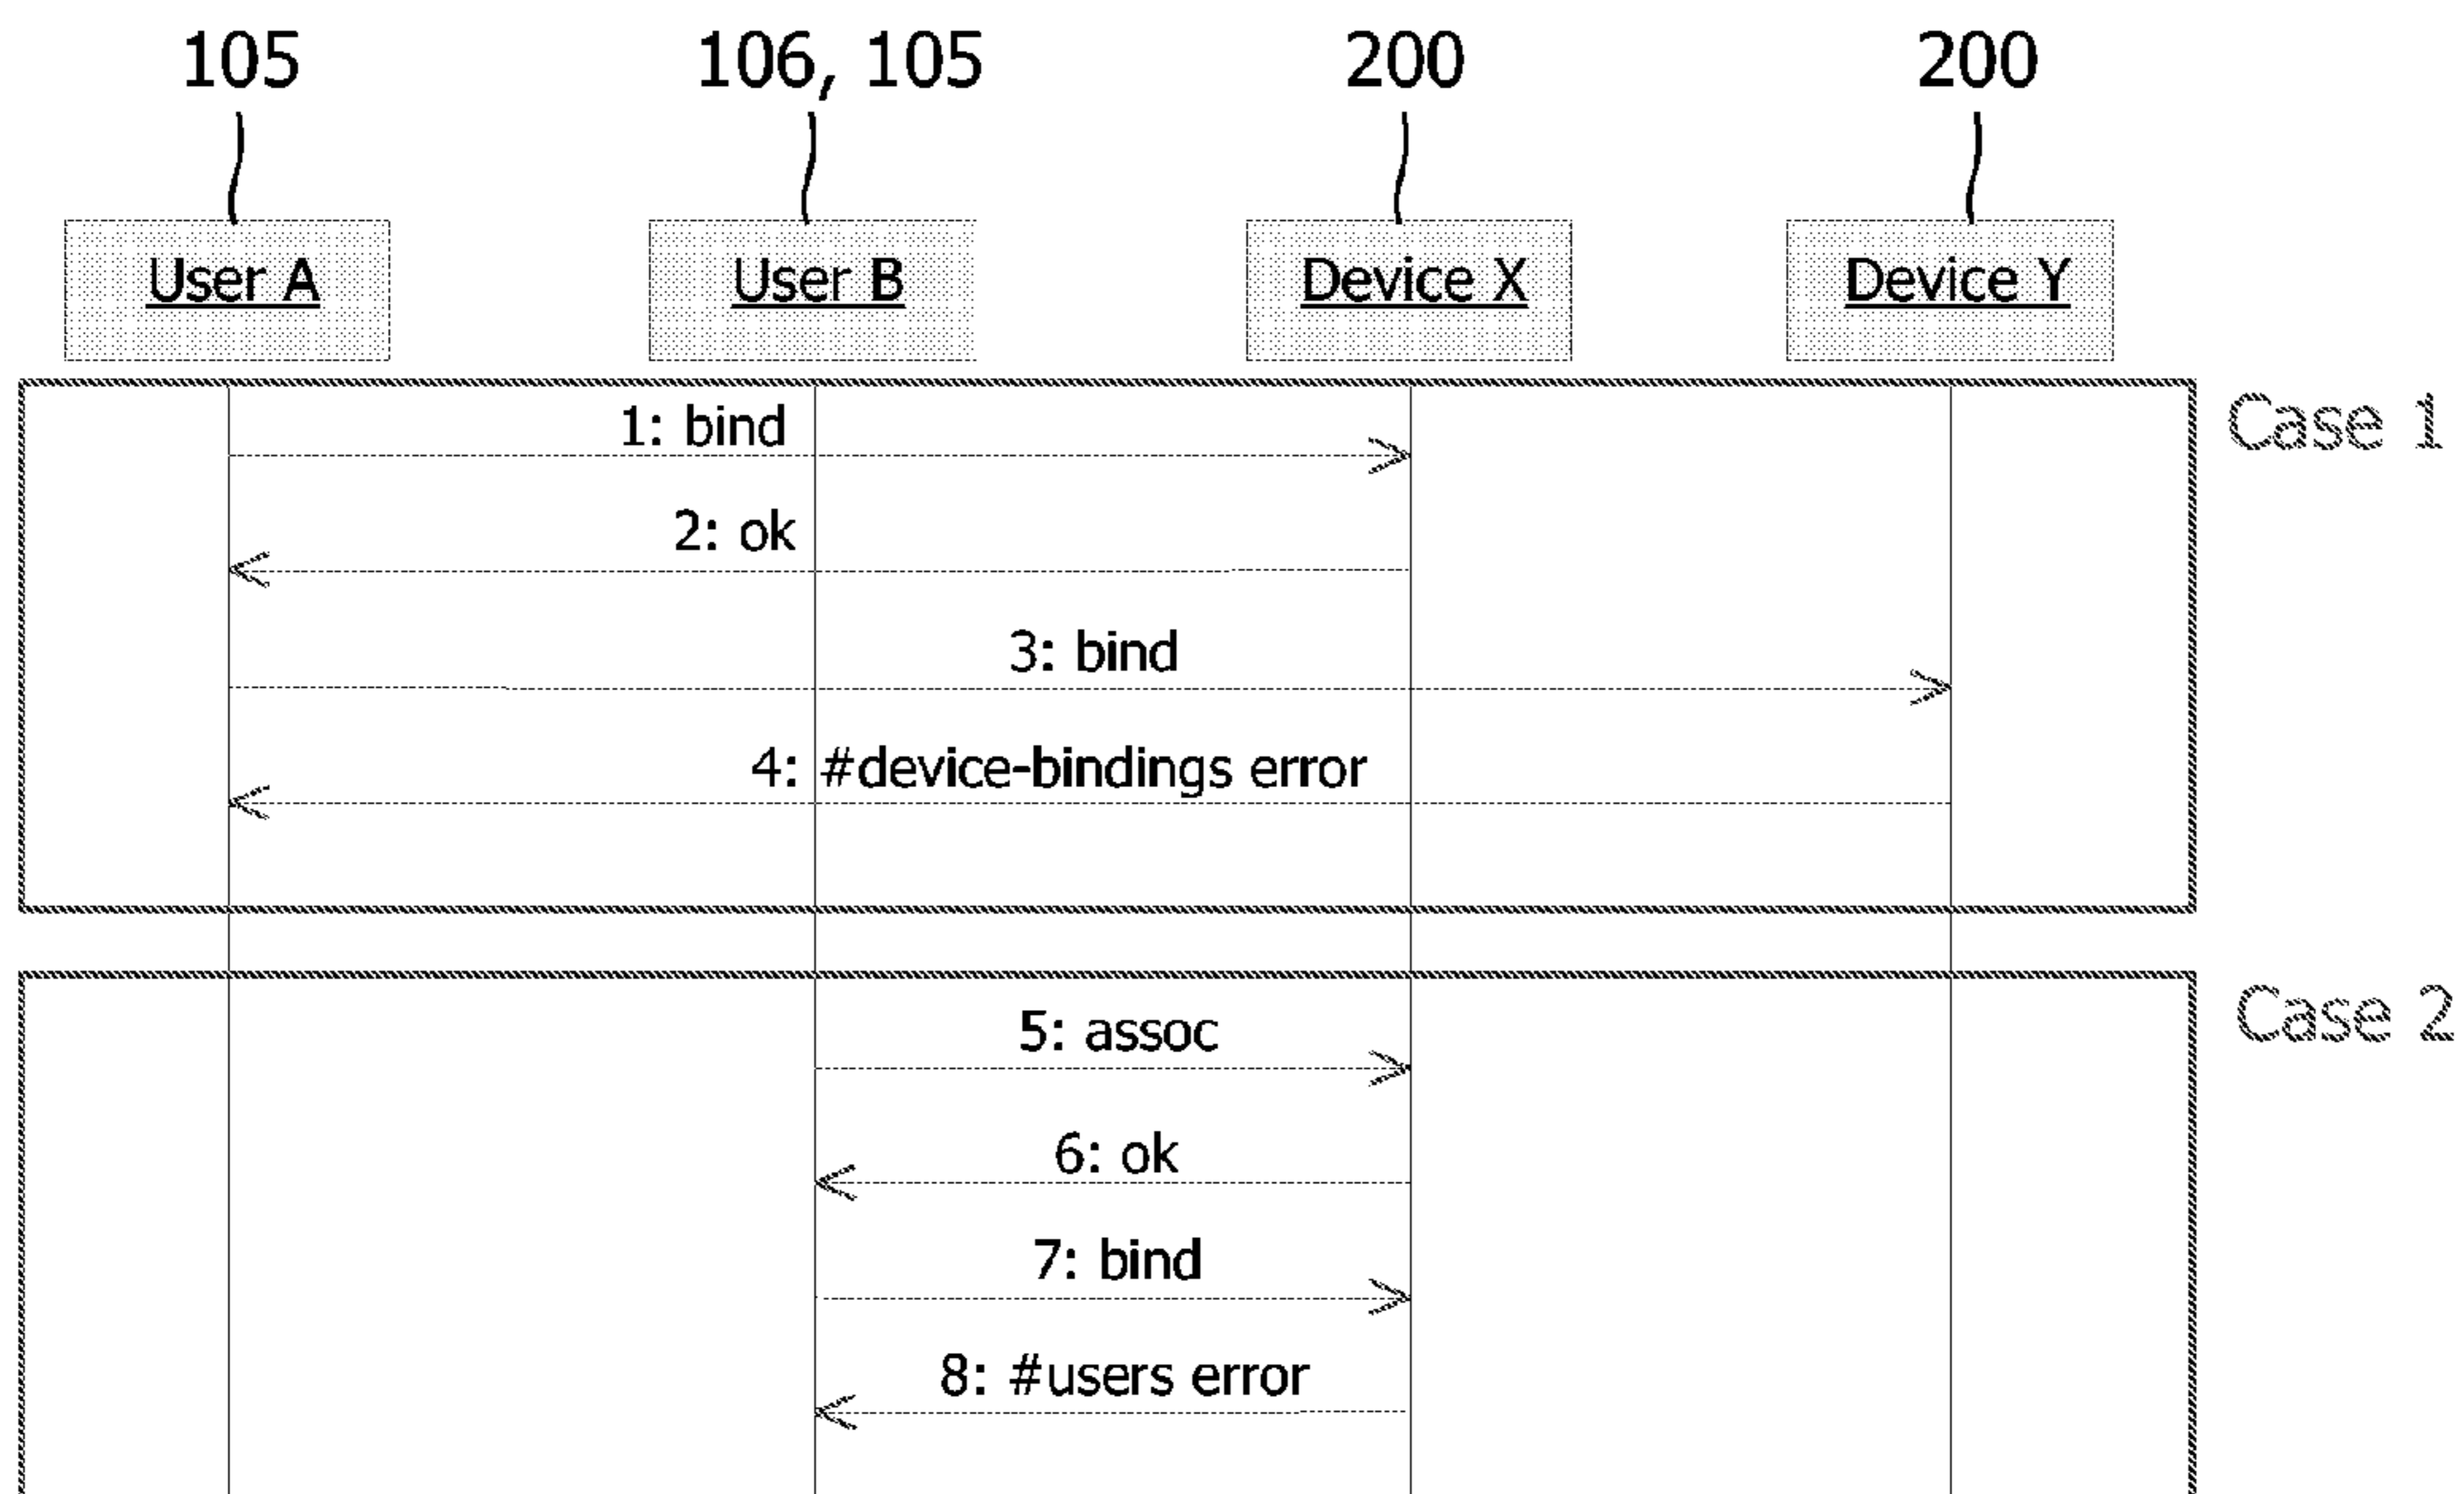 105
106, 105
200
200
User A
User B
Device X
Device Y
Case 1
1: bind
2: ok
3: bind
4: #device-bindings error
Case 2
5: assoc
6: ok
7: bind
8: #users error